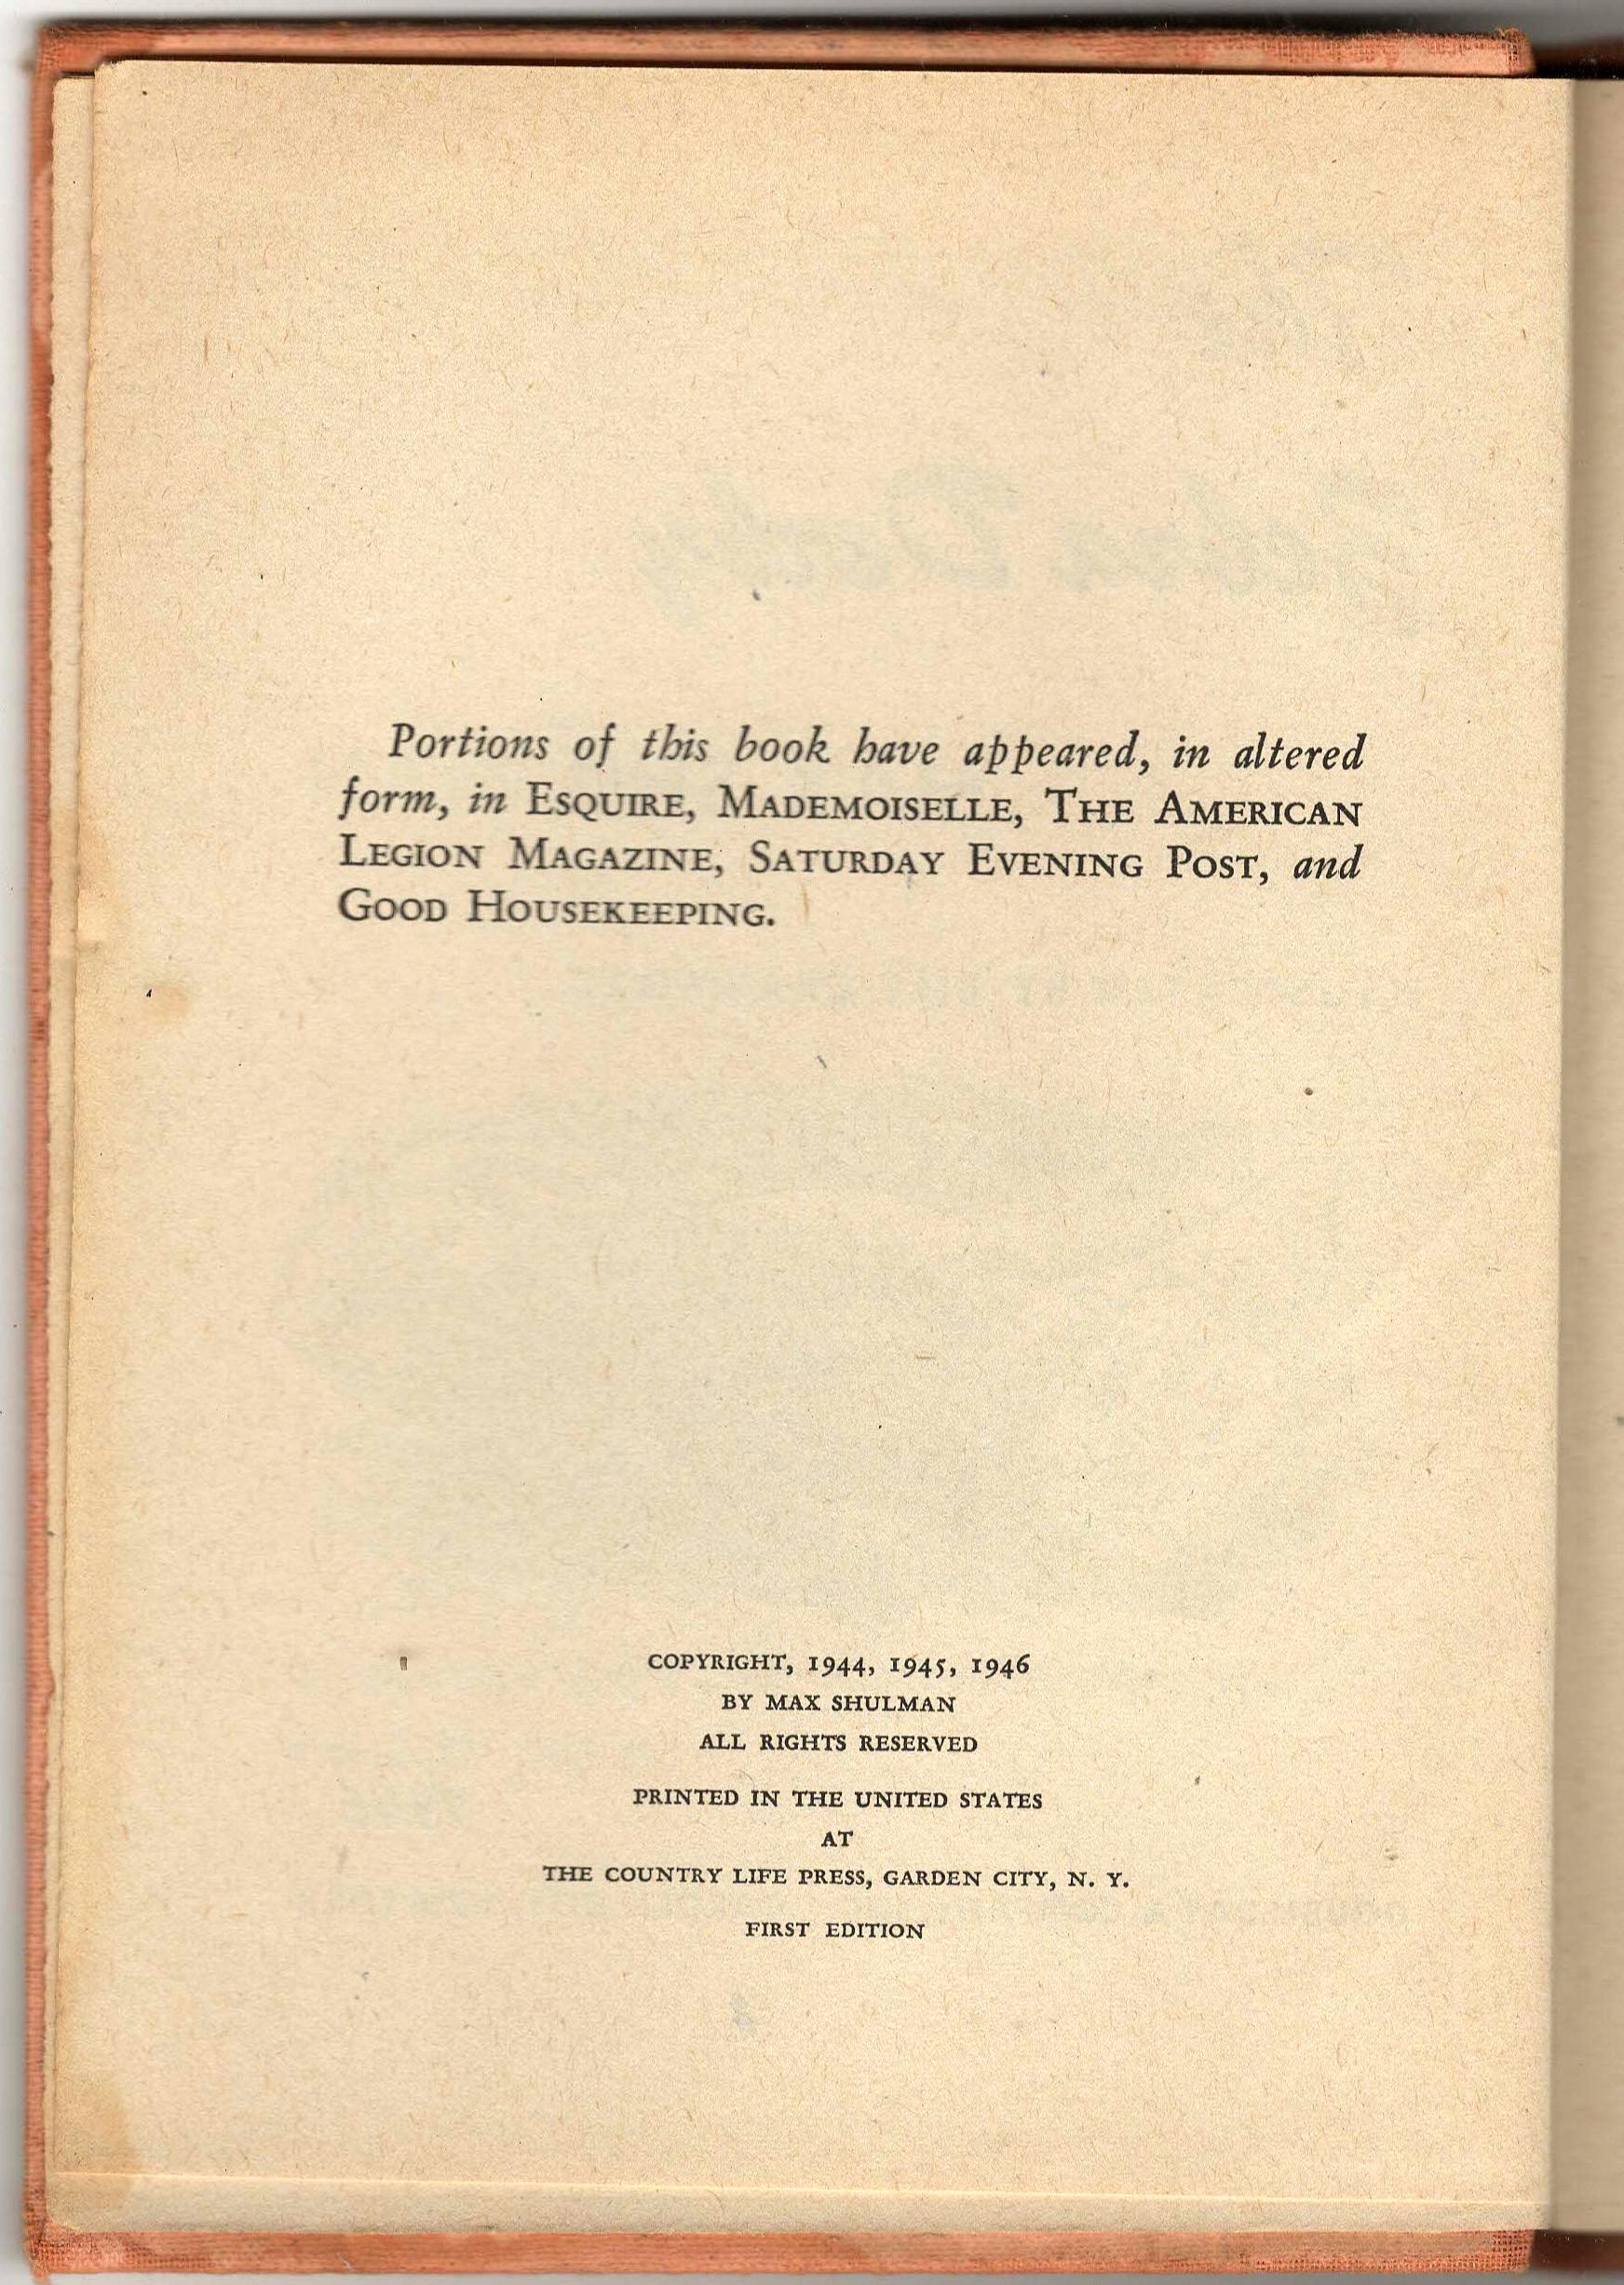 Portions of this book have appeared, in altered
form, in ESQUIRE, MADEMOISELLE, THE AMERICAN
LEGION MAGAZINE, SATURDAY EVENING POST, and
GOOD HOUSEKEEPING.
COPYRIGHT, 1944, 1945, 1946
BY MAX SHULMAN
ALL RIGHTS RESERVED
PRINTED IN THE UNITED STATES
AT
THE COUNTRY LIFE PRESS, GARDEN CITY, N. Y.
FIRST EDITION